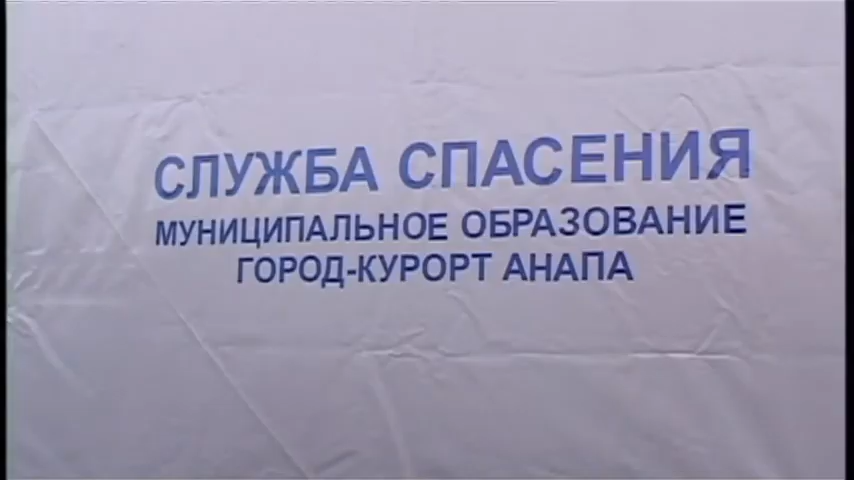 СЛУЖБА СПАСЕНИЯ
МУНИЦИПАЛЬНОЕ ОБРАЗОВАНИЕ
ГОРОД-КУРОРТ АНАПА